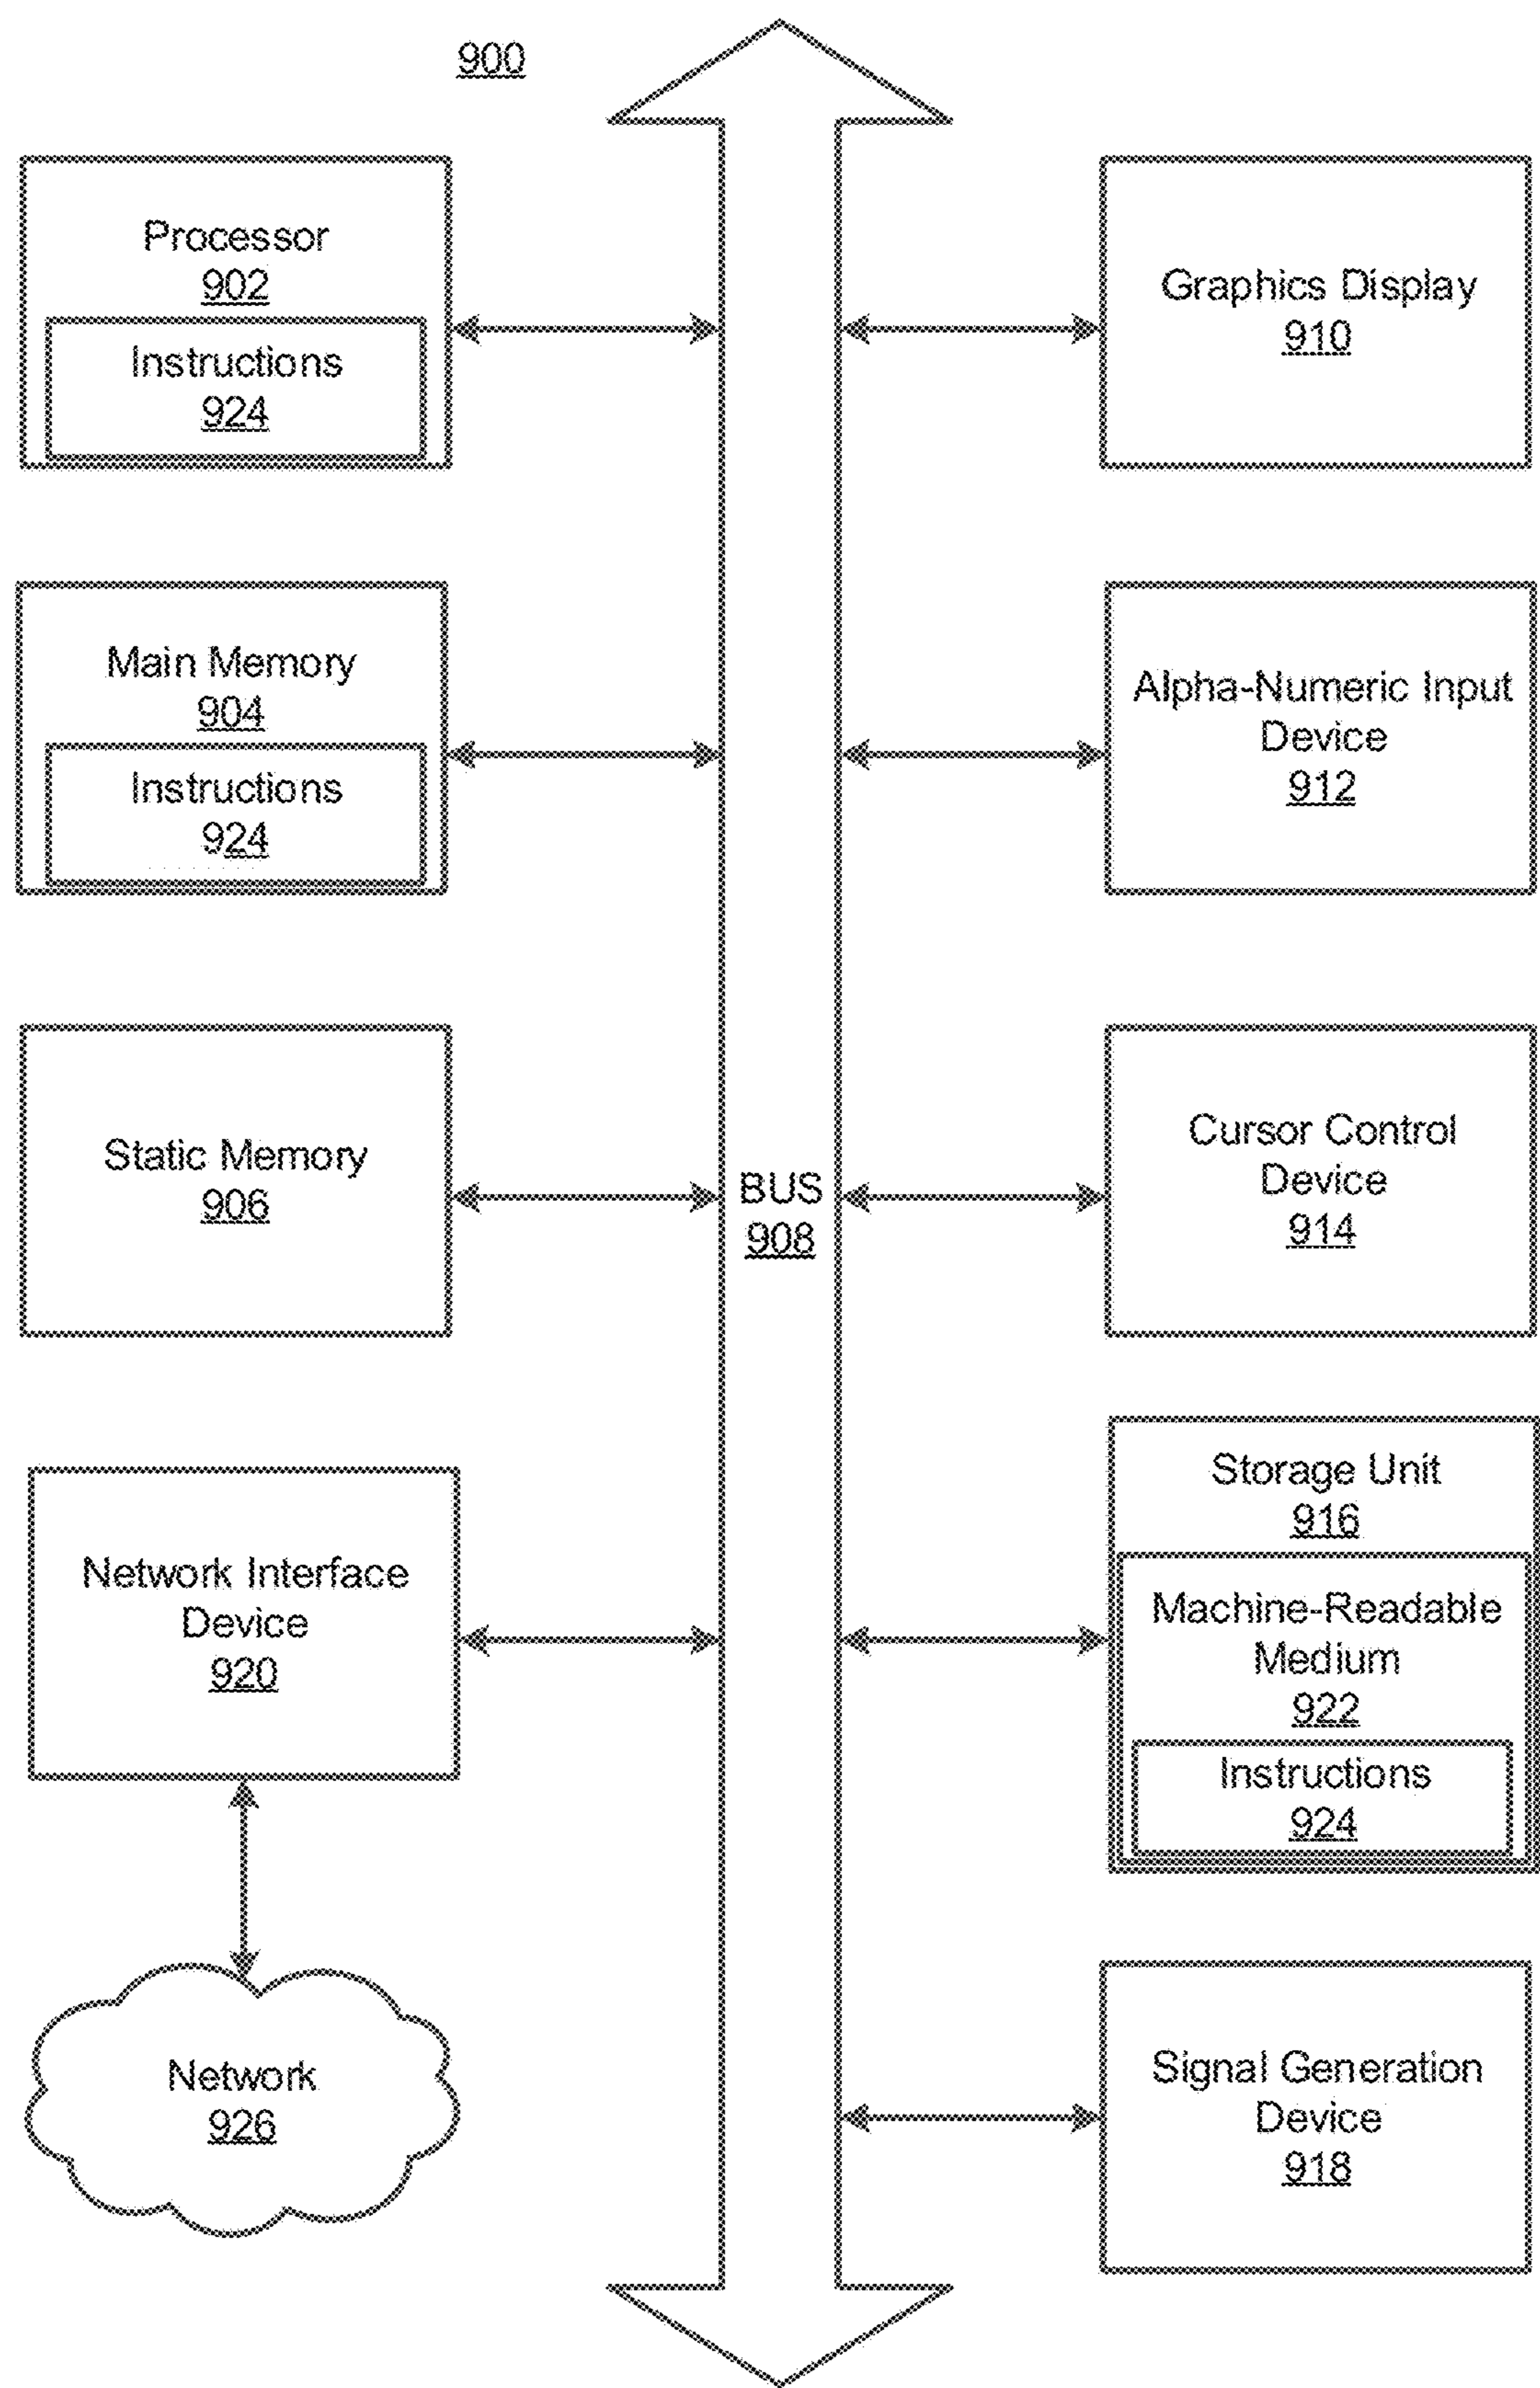 900
Processor
902
Instructions
924
Graphics Display
910
Main Memory
904
Instructions
924
Alpha-Numeric Input
Device
912
Static Memory
906
BUS
908
Cursor Control
Device
914
Network Interface
Device
920
Storage Unit
916
Machine-Readable
Medium
922
Instructions
924
Network
926
Signal Generation
Device
918